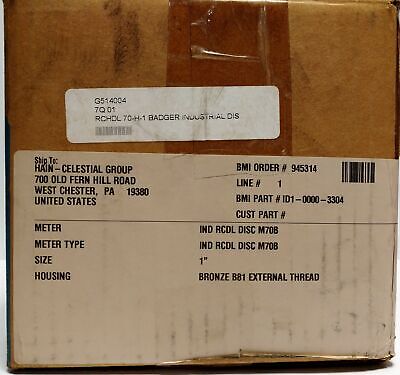 G514004
7Q 01
RCHDL 70-H-1 BADGER INDUSTRIAL DIS
Ship To:
HAIN-CELESTIAL GROUP
700 OLD FERN HILL ROAD
WEST CHESTER, PA 19380
UNITED STATES
BMI ORDER # 945314
LINE # 1
BMI PART # ID1-0000-3304
CUST PART #
METER IND RCDL DISC M70B
METER TYPE IND RCDL DISC M70B
SIZE 1"
HOUSING BRONZE B81 EXTERNAL THREAD